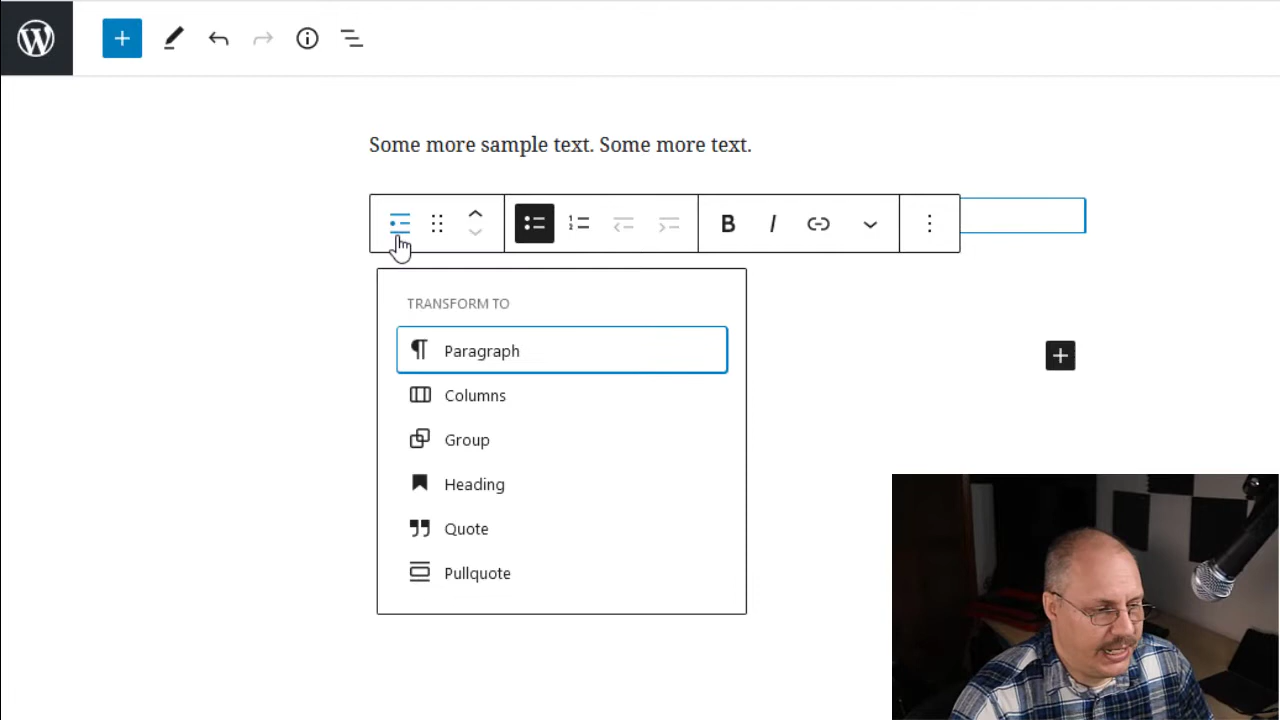 Some more sample text. Some more text.
B I
TRANSFORM TO
Paragraph
Columns
Group
Heading
Quote
Pullquote